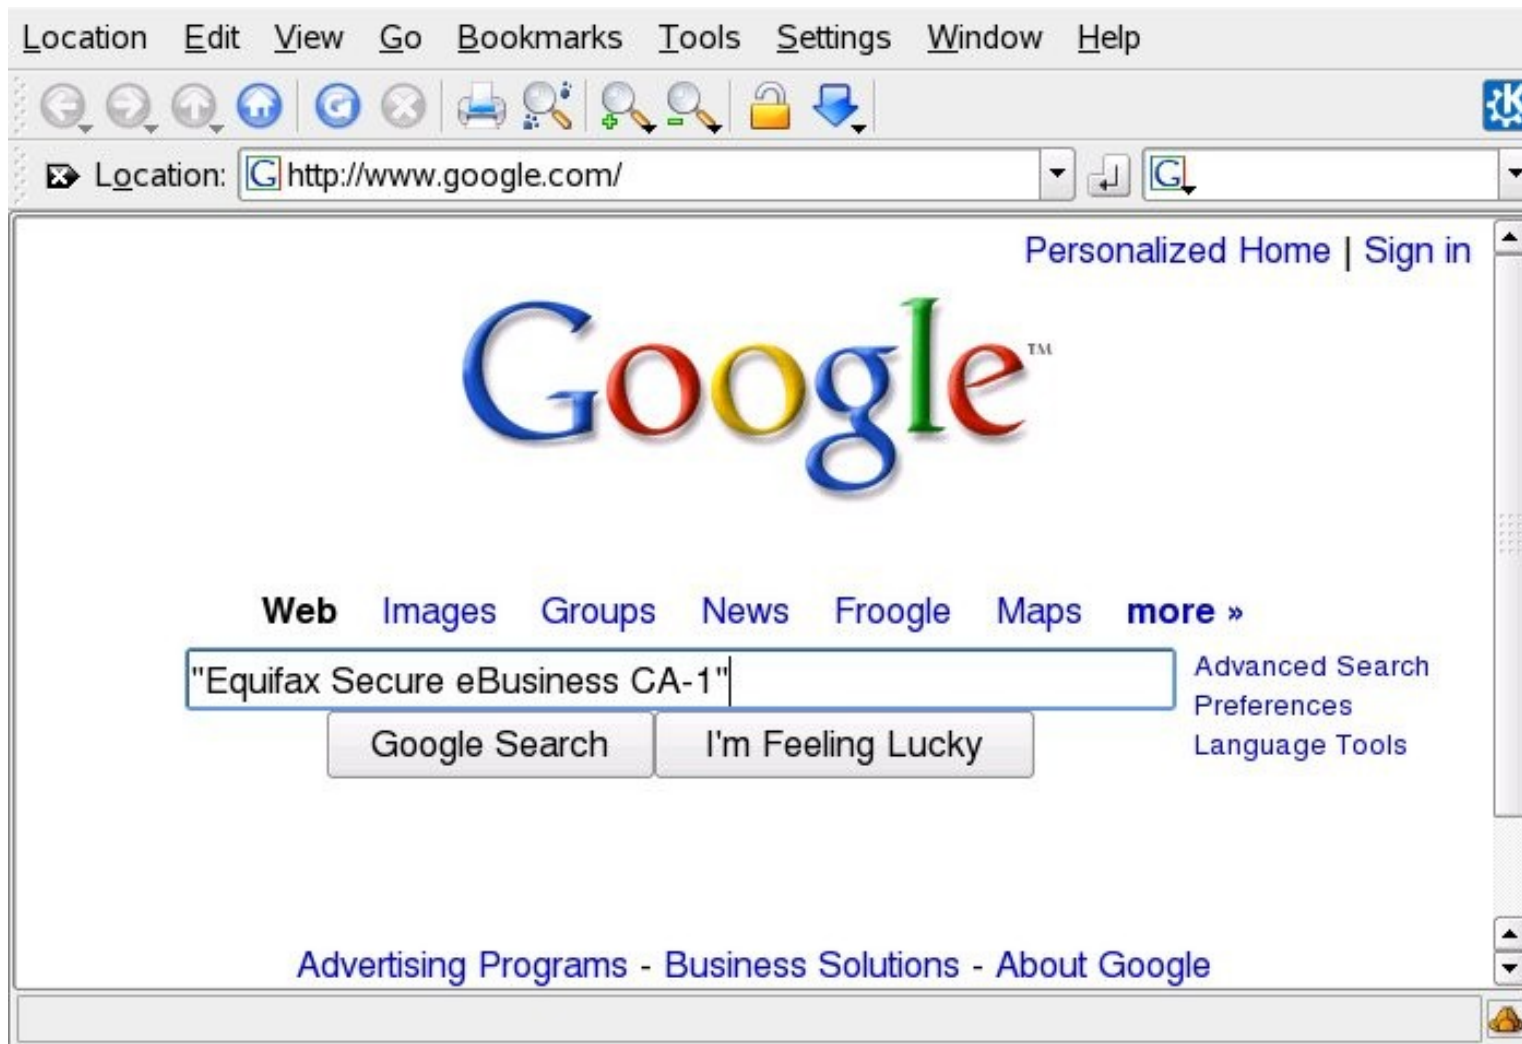 Location Edit View Go Bookmarks Tools Settings Window Help
Location: http://www.google.com/
Personalized Home | Sign in
Google™
Web Images Groups News Froogle Maps more »
"Equifax Secure eBusiness CA-1"
Advanced Search
Preferences
Language Tools
Google Search I'm Feeling Lucky
Advertising Programs - Business Solutions - About Google